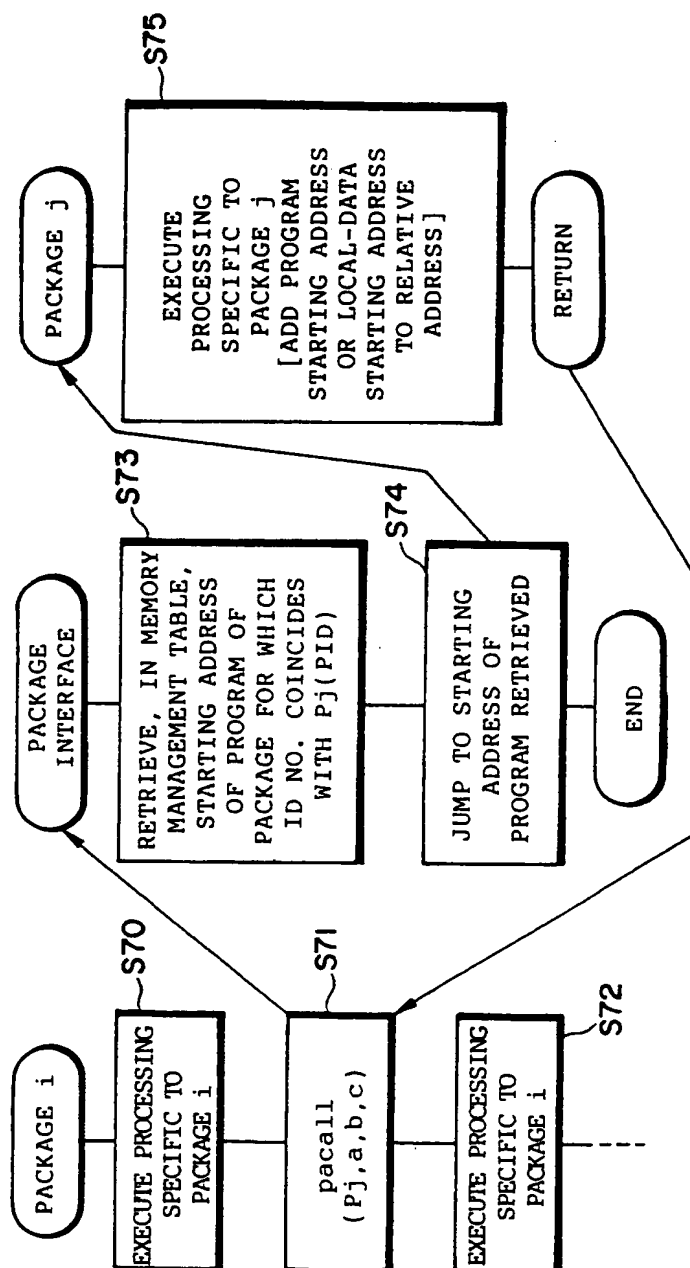 PACKAGE i
EXECUTE PROCESSING
SPECIFIC TO
PACKAGE i
S70
pacall
(Pj,a,b,c)
S71
EXECUTE PROCESSING
SPECIFIC TO
PACKAGE i
S72
PACKAGE
INTERFACE
RETRIEVE, IN MEMORY
MANAGEMENT TABLE,
STARTING ADDRESS
OF PROGRAM OF
PACKAGE FOR WHICH
ID NO. COINCIDES
WITH Pj(PID)
S73
JUMP TO STARTING
ADDRESS OF
PROGRAM RETRIEVED
S74
END
PACKAGE j
EXECUTE
PROCESSING
SPECIFIC TO
PACKAGE j
[ADD PROGRAM
STARTING ADDRESS
OR LOCAL-DATA
STARTING ADDRESS
TO RELATIVE
ADDRESS]
S75
RETURN